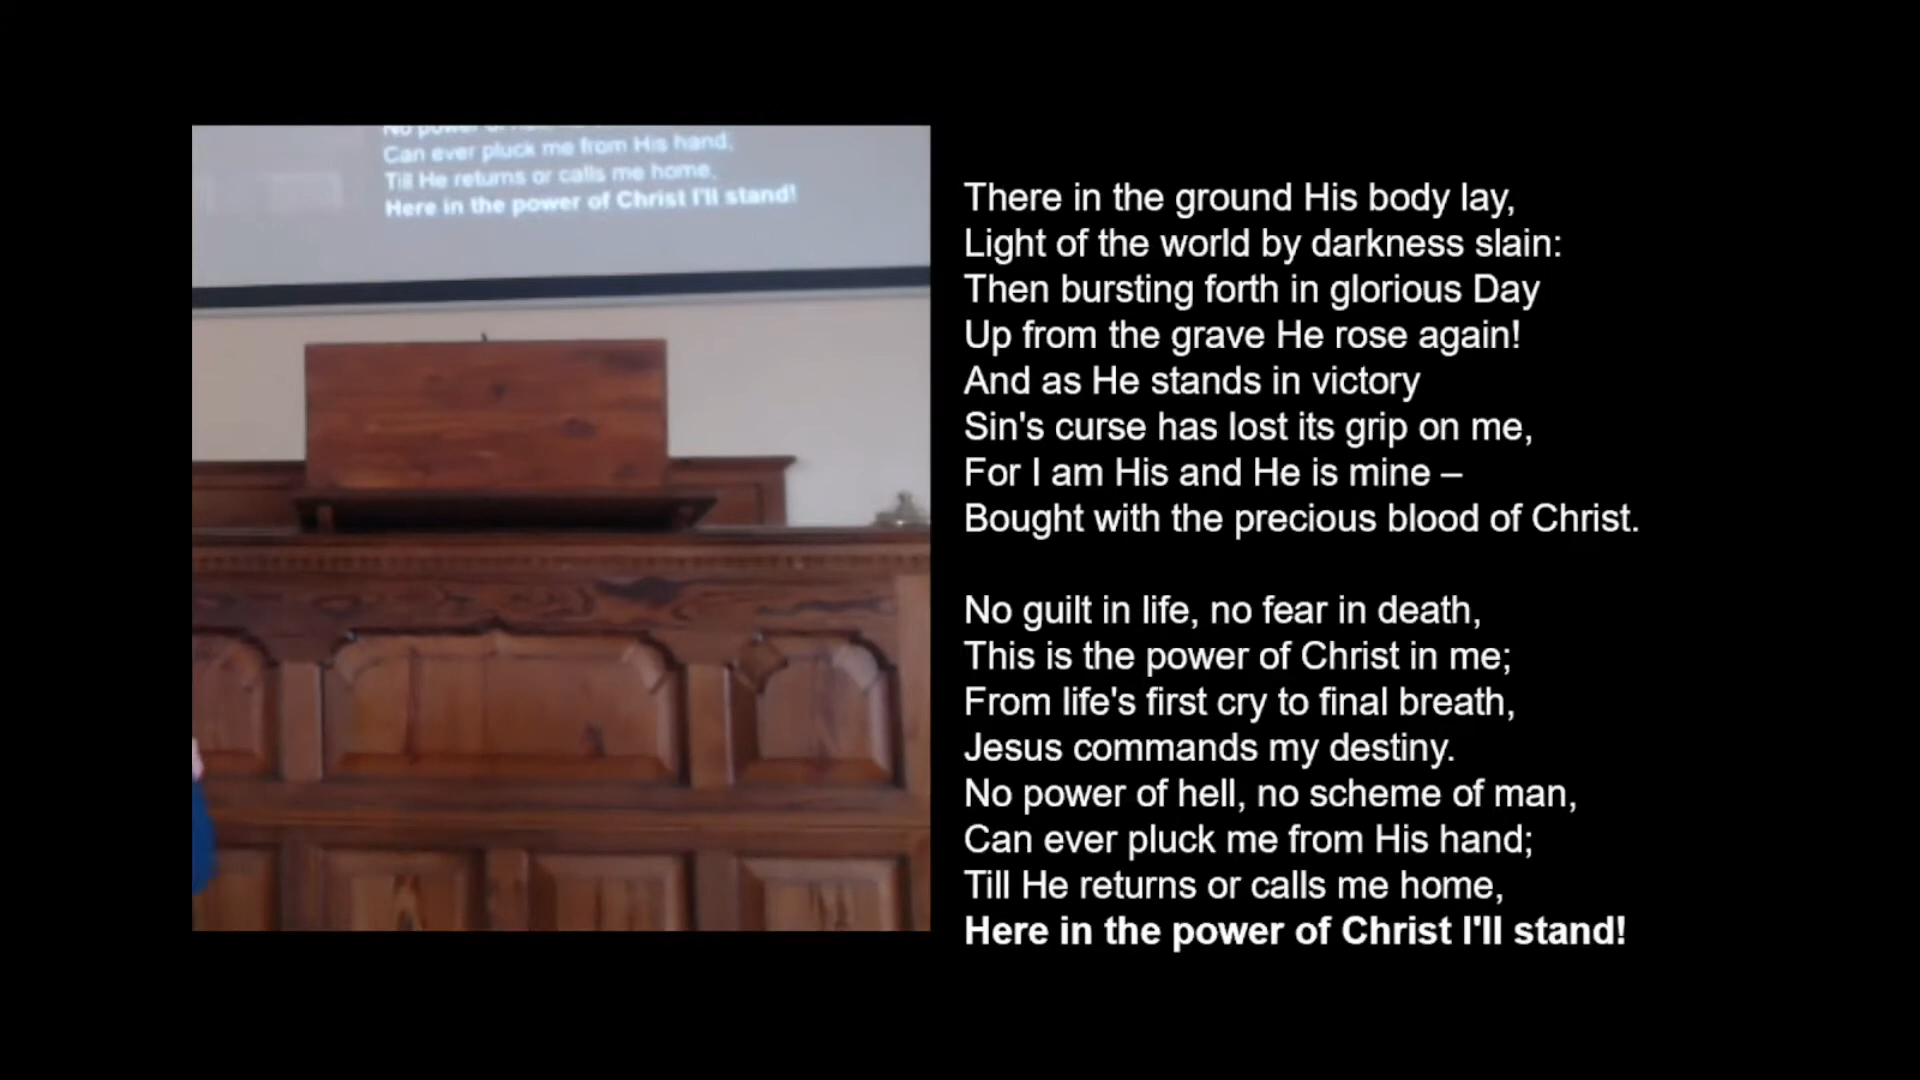 No power of
Can ever pluck me from His hand;
Till He returns or calls me home,
Here in the power of Christ I'll stand!
There in the ground His body lay,
Light of the world by darkness slain:
Then bursting forth in glorious Day
Up from the grave He rose again!
And as He stands in victory
Sin's curse has lost its grip on me,
For I am His and He is mine –
Bought with the precious blood of Christ.
No guilt in life, no fear in death,
This is the power of Christ in me;
From life's first cry to final breath,
Jesus commands my destiny.
No power of hell, no scheme of man,
Can ever pluck me from His hand;
Till He returns or calls me home,
Here in the power of Christ I'll stand!